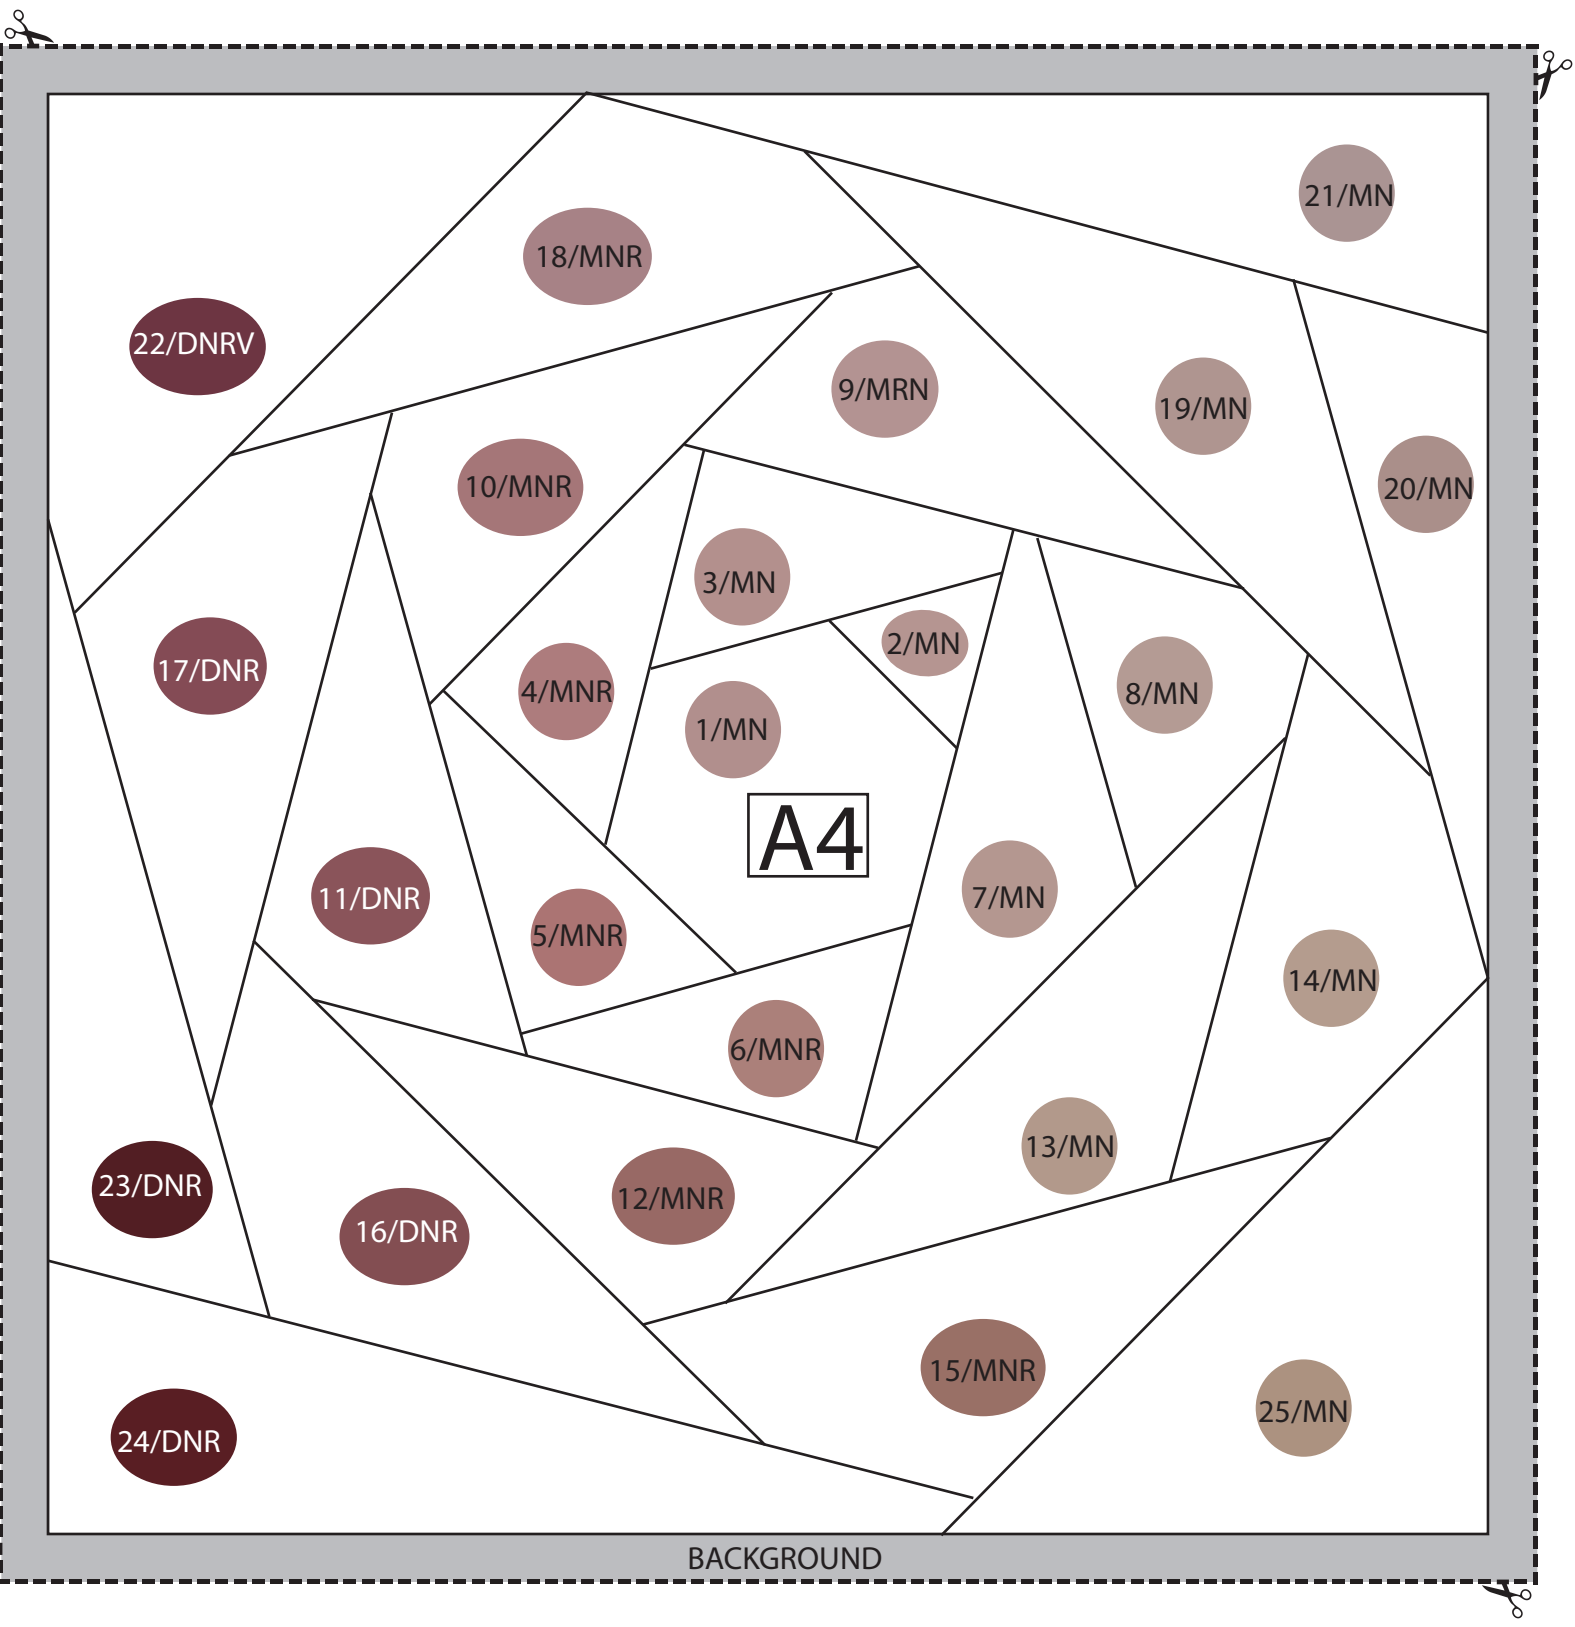 21/MN
18/MNR
22/DNRV
9/MRN
19/MN
10/MNR
20/MN
3/MN
2/MN
17/DNR
4/MNR
8/MN
1/MN
A4
11/DNR
7/MN
5/MNR
14/MN
6/MNR
13/MN
23/DNR
12/MNR
16/DNR
15/MNR
25/MN
24/DNR
BACKGROUND